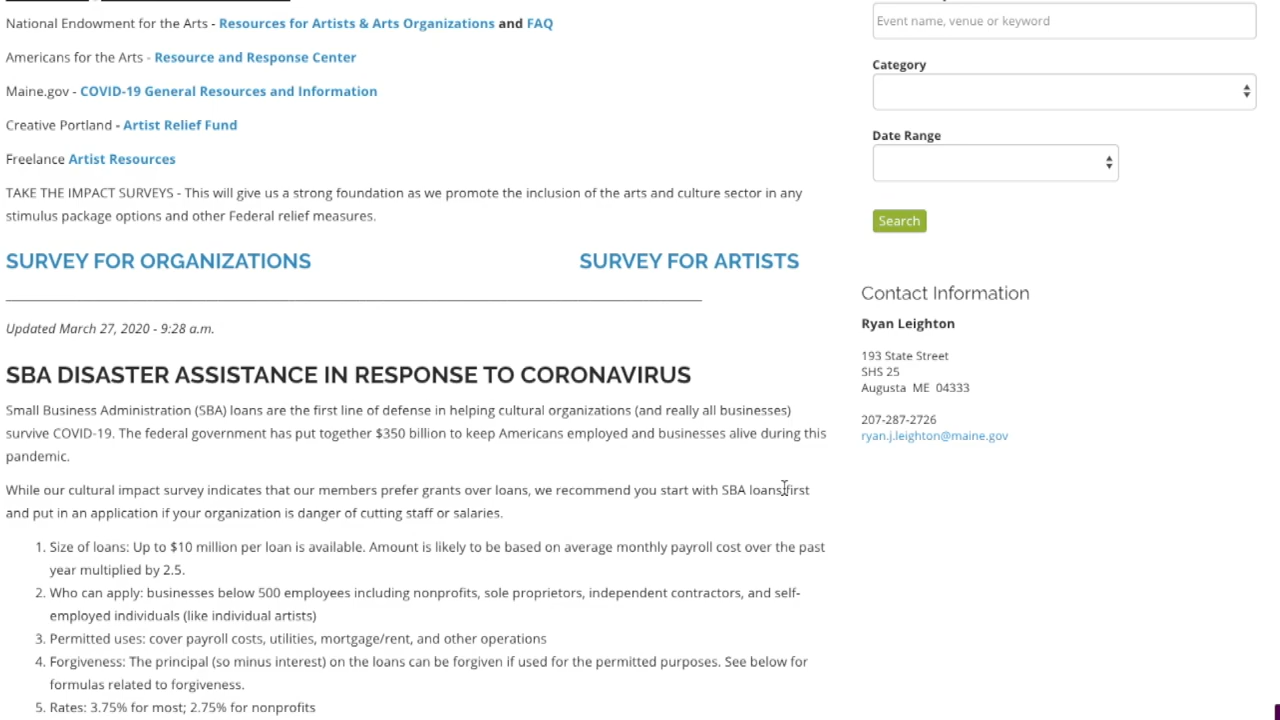 National Endowment for the Arts - Resources for Artists & Arts Organizations and FAQ
Americans for the Arts - Resource and Response Center
Maine.gov - COVID-19 General Resources and Information
Creative Portland - Artist Relief Fund
Freelance Artist Resources
TAKE THE IMPACT SURVEYS - This will give us a strong foundation as we promote the inclusion of the arts and culture sector in any
stimulus package options and other Federal relief measures.
SURVEY FOR ORGANIZATIONS SURVEY FOR ARTISTS
Updated March 27, 2020 - 9:28 a.m.
SBA DISASTER ASSISTANCE IN RESPONSE TO CORONAVIRUS
Small Business Administration (SBA) loans are the first line of defense in helping cultural organizations (and really all businesses)
survive COVID-19. The federal government has put together $350 billion to keep Americans employed and businesses alive during this
pandemic.
While our cultural impact survey indicates that our members prefer grants over loans, we recommend you start with SBA loans first
and put in an application if your organization is danger of cutting staff or salaries.
1. Size of loans: Up to $10 million per loan is available. Amount is likely to be based on average monthly payroll cost over the past
year multiplied by 2.5.
2. Who can apply: businesses below 500 employees including nonprofits, sole proprietors, independent contractors, and self-
employed individuals (like individual artists)
3. Permitted uses: cover payroll costs, utilities, mortgage/rent, and other operations
4. Forgiveness: The principal (so minus interest) on the loans can be forgiven if used for the permitted purposes. See below for
formulas related to forgiveness.
5. Rates: 3.75% for most; 2.75% for nonprofits
Event name, venue or keyword
Category
Date Range
Search
Contact Information
Ryan Leighton
193 State Street
SHS 25
Augusta ME 04333
207-287-2726
ryan.j.leighton@maine.gov